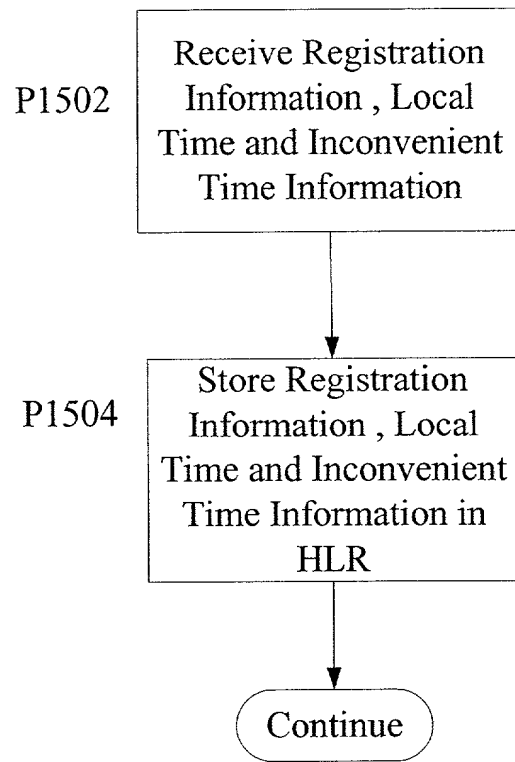 P1502
Receive Registration
Information , Local
Time and Inconvenient
Time Information
P1504
Store Registration
Information , Local
Time and Inconvenient
Time Information in
HLR
Continue